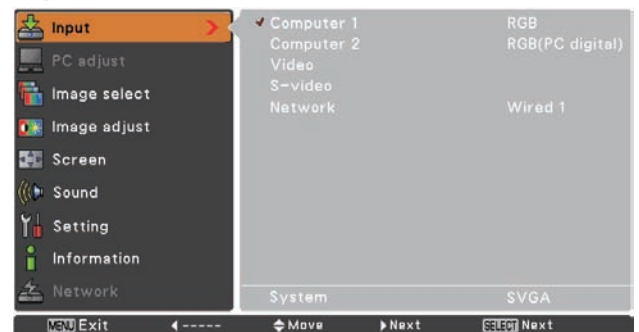 Input
PC adjust
Image select
Image adjust
Screen
Sound
Setting
Information
Network
Computer 1 RGB
Computer 2 RGB(PC digital)
Video
S-video
Network Wired 1
System SVGA
MENU Exit ----- Move Next SELECT Next